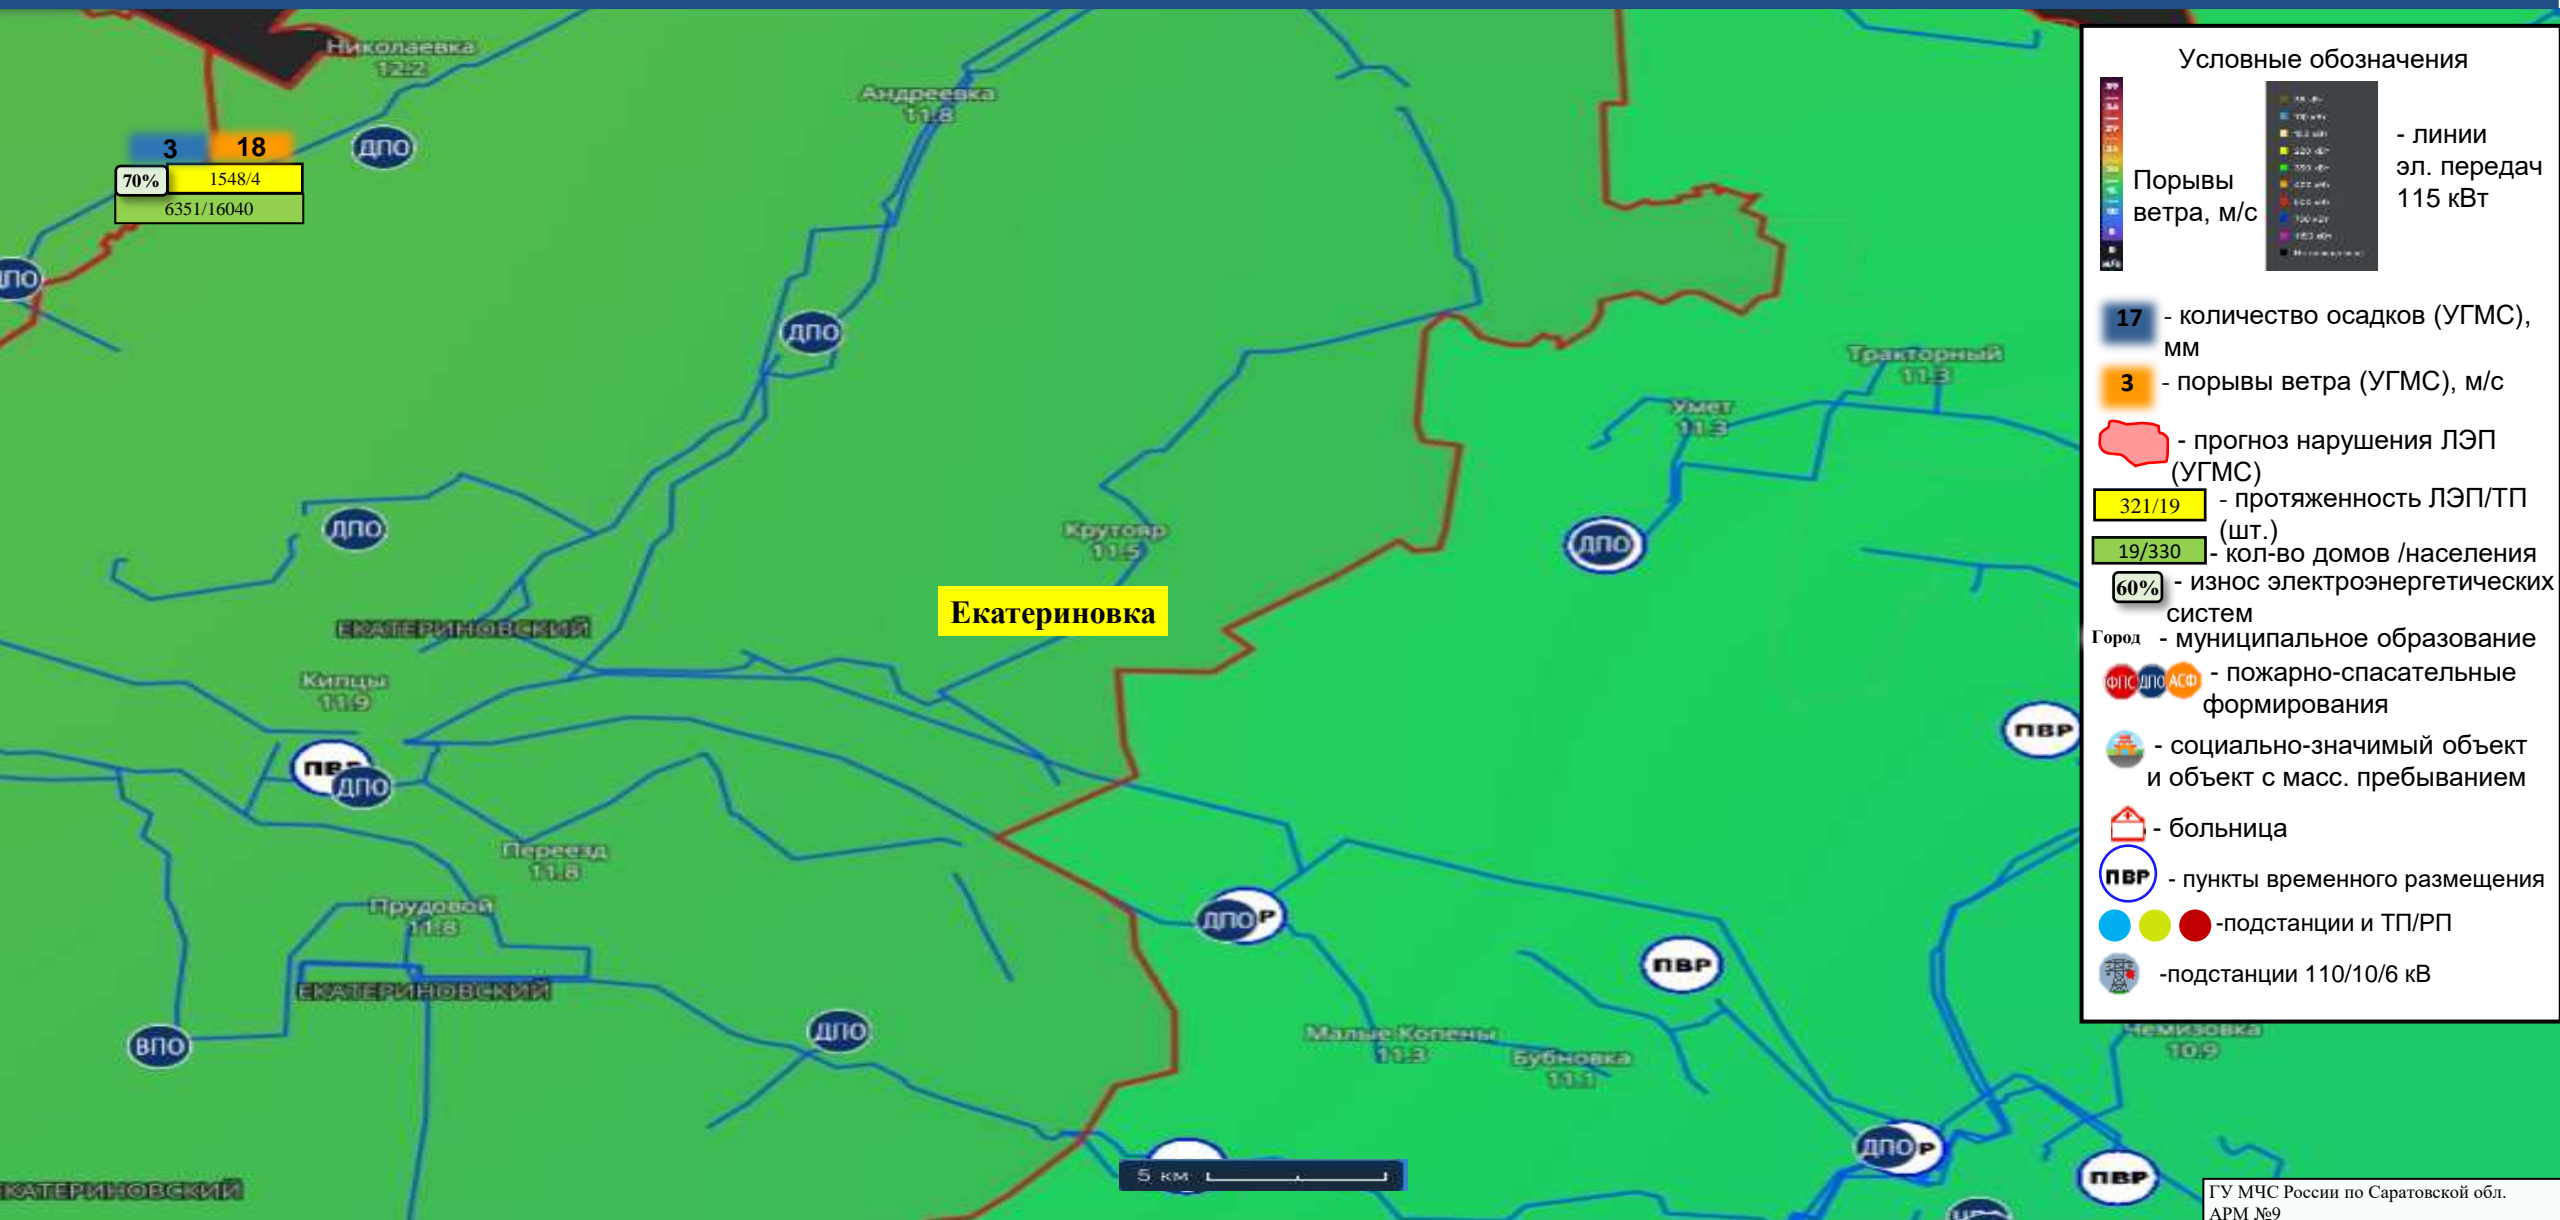 Николаевка
12.2
Андреевка
11.8
3
18
ДПО
70%
1548/4
6351/16040
ДПО
ДПО
Тракторный
11.3
Умет
11.3
ДПО
Крутояр
11.5
ДПО
Екатериновка
ЕКАТЕРИНОВСКИЙ
Кипцы
11.9
ПВР
ДПО
ПВР
Переезд
11.8
Прудовой
11.8
ДПО
ПВР
ЕКАТЕРИНОВСКИЙ
ВПО
ДПО
Малые Копены
11.3
Бубновка
11.1
Чемизовка
10.9
ДПО
ПВР
5 км
ЕКАТЕРИНОВСКИЙ
Условные обозначения
Порывы
ветра, м/с
- линии
эл. передач
115 кВт
17 - количество осадков (УГМС),
мм
3 - порывы ветра (УГМС), м/с
- прогноз нарушения ЛЭП
(УГМС)
321/19 - протяженность ЛЭП/ТП
(шт.)
19/330 - кол-во домов /населения
60% - износ электроэнергетических
систем
Город - муниципальное образование
ФПС ДПО АСФ - пожарно-спасательные
формирования
- социально-значимый объект
и объект с масс. пребыванием
- больница
ПВР - пункты временного размещения
-подстанции и ТП/РП
-подстанции 110/10/6 кВ
ГУ МЧС России по Саратовской обл.
АРМ №9